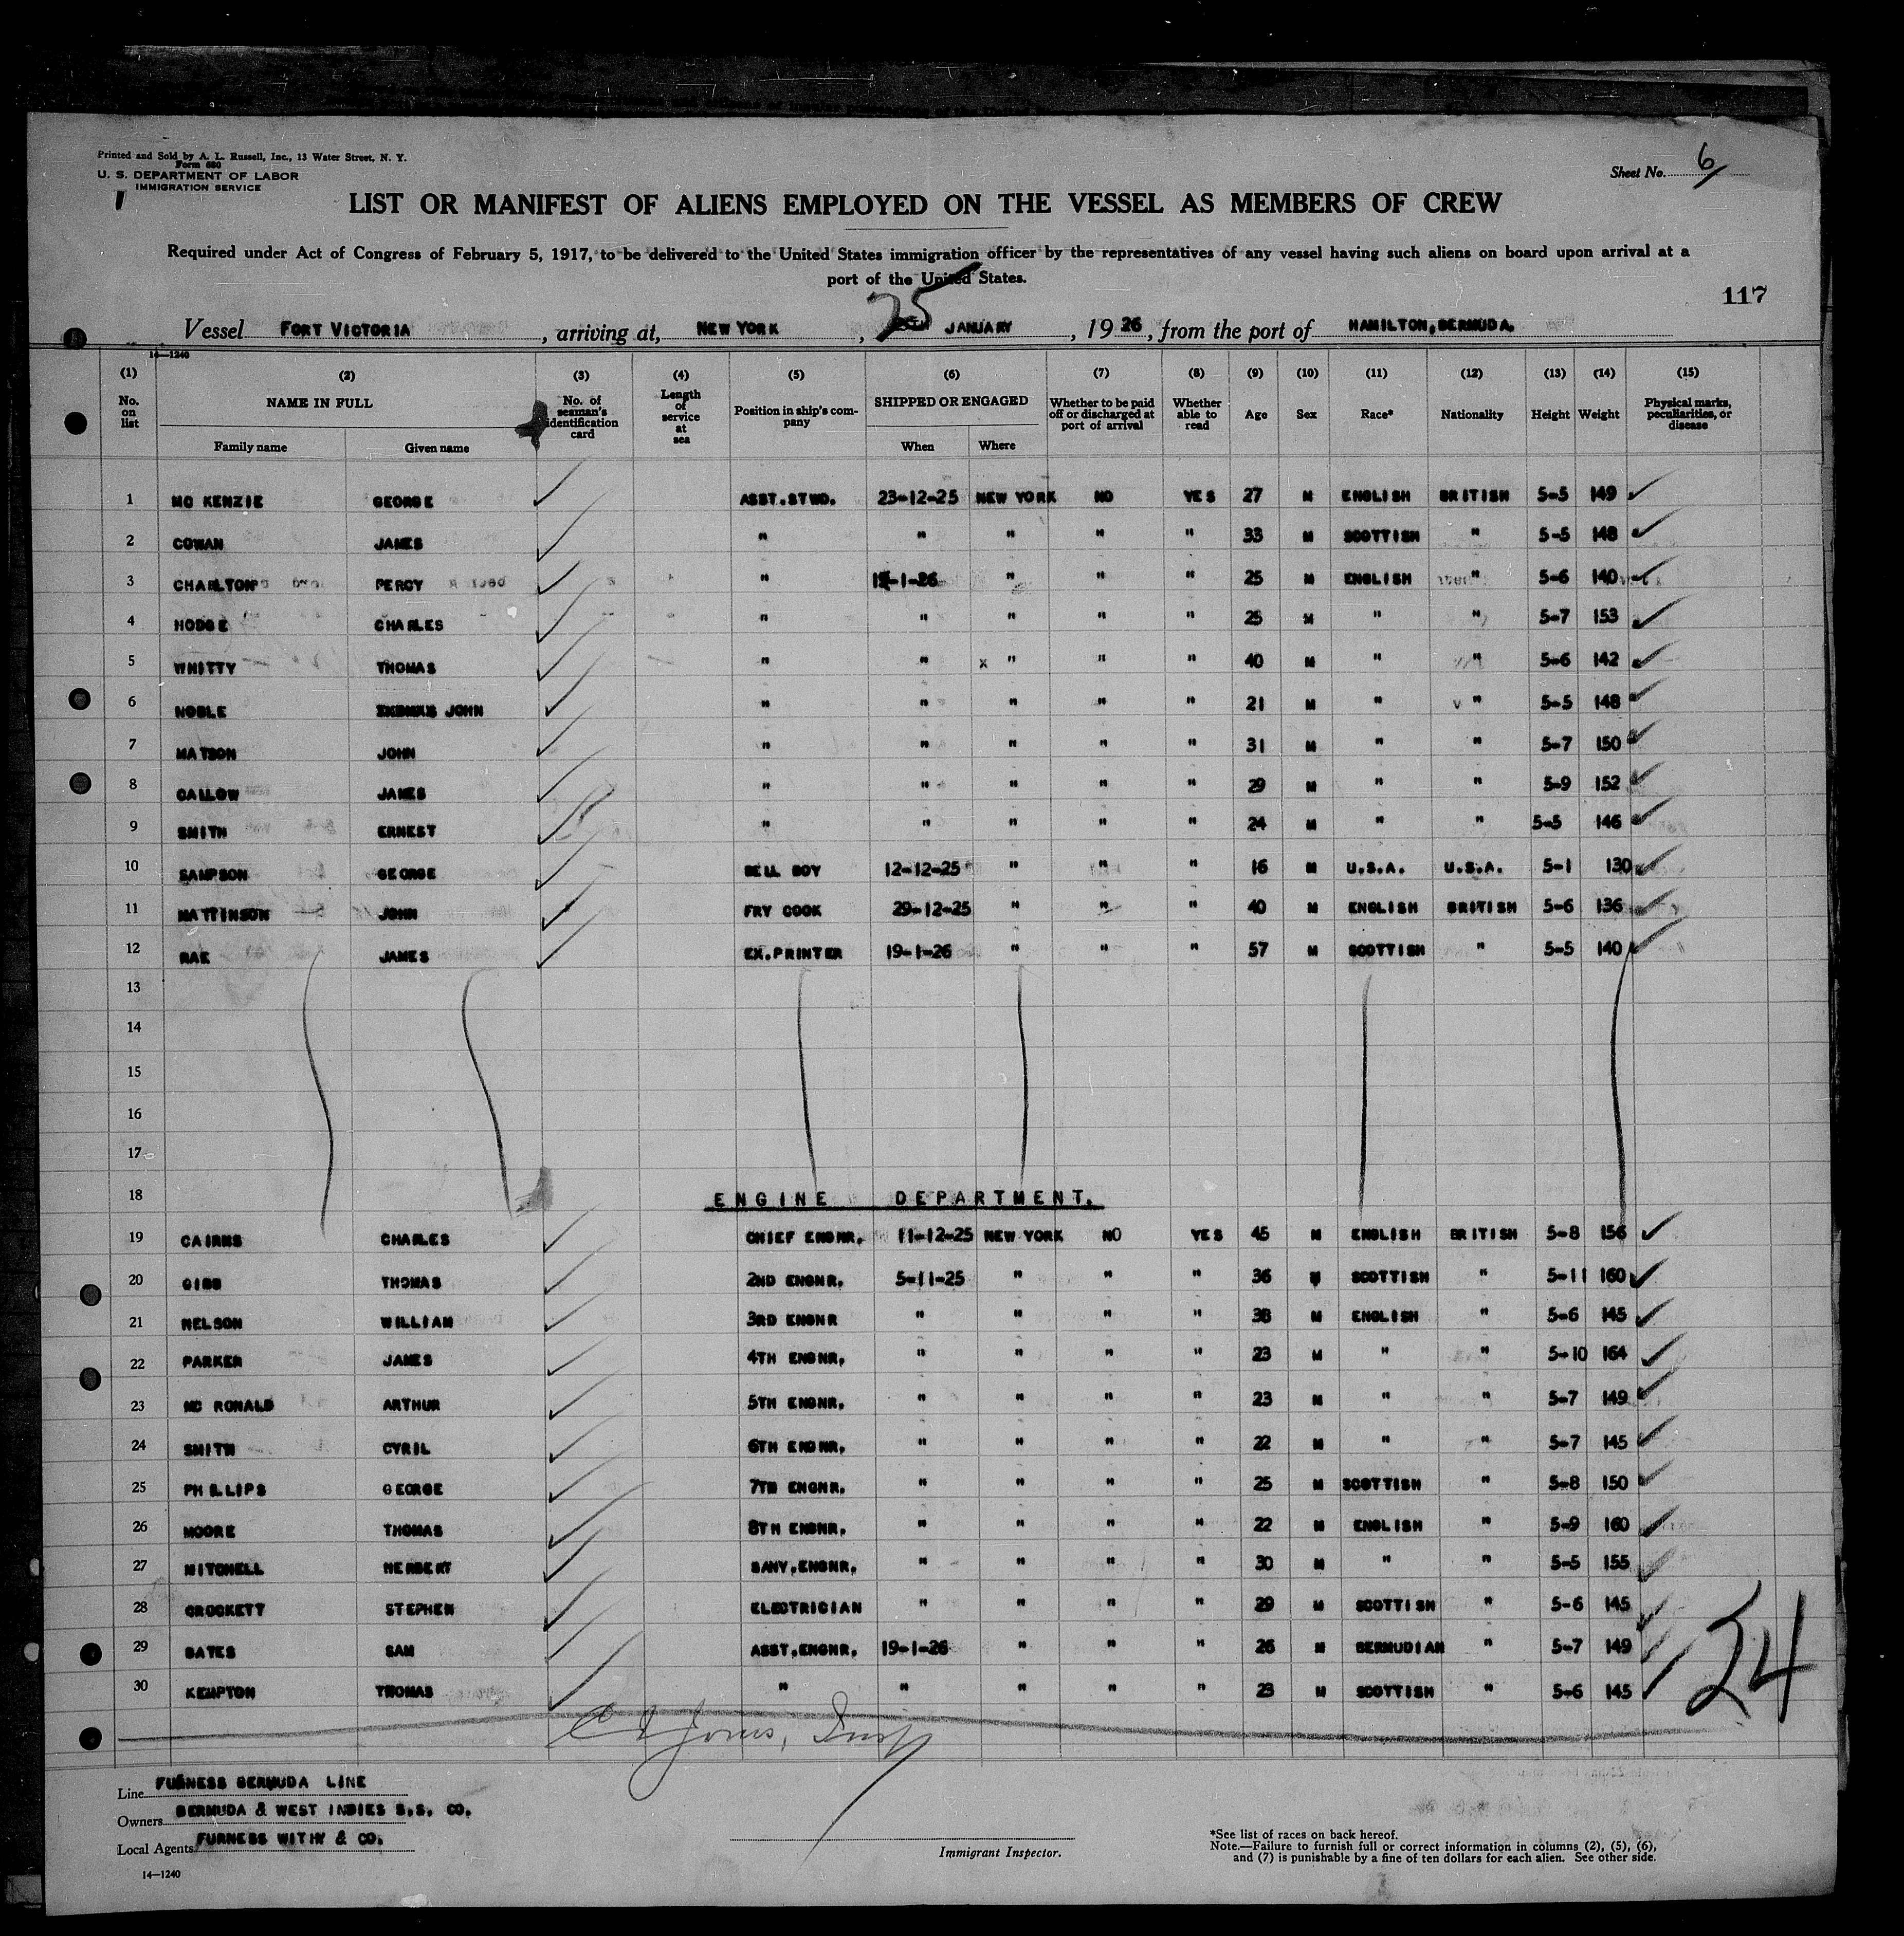 Printed and Sold by A. L. Russell, Inc., 13 Water Street, N. Y.
Form 680
U. S. DEPARTMENT OF LABOR
IMMIGRATION SERVICE
Sheet No. 6
LIST OR MANIFEST OF ALIENS EMPLOYED ON THE VESSEL AS MEMBERS OF CREW
Required under Act of Congress of February 5, 1917, to be delivered to the United States immigration officer by the representatives of any vessel having such aliens on board upon arrival at a
port of the United States.
117
Vessel FORT VICTORIA, arriving at, NEW YORK, 25 JANUARY, 1926, from the port of HAMILTON, BERMUDA.
14—1240
(1) (2) (3) (4) (5) (6) (7) (8) (9) (10) (11) (12) (13) (14) (15)
No. on list NAME IN FULL No. of seaman's identification card Length of service at sea Position in ship's company SHIPPED OR ENGAGED Whether to be paid off or discharged at port of arrival Whether able to read Age Sex Race* Nationality Height Weight Physical marks, peculiarities, or disease
Family name Given name When Where
1 MC KENZIE GEORGE ASST.STWD. 23-12-25 NEW YORK NO YES 27 M ENGLISH BRITISH 5-5 149
2 COWAN JAMES " " " " " 33 M SCOTTISH " 5-5 148
3 CHARLTON PERCY " 1-26 " " " 25 M ENGLISH " 5-6 140
4 HODGE CHARLES " " " " " 25 M " " 5-7 153
5 WHITTY THOMAS " " x " " " 40 M " " 5-6 142
6 NOBLE JOHN " " " " " 21 M " " 5-5 148
7 MATSON JOHN " " " " " 31 M " " 5-7 150
8 CALLOW JAMES " " " " " 29 M " " 5-9 152
9 SMITH ERNEST " " " " " 24 M " " 5-5 146
10 SAMPSON GEORGE BELL BOY 12-12-25 " " " 16 M U.S.A. U.S.A. 5-1 130
11 MATTINSON JOHN FRY COOK 29-12-25 " " " 40 M ENGLISH BRITISH 5-6 136
12 RAE JAMES EX.PRINTER 19-1-26 " " " 57 M SCOTTISH " 5-5 140
13
14
15
16
17
18 ENGINE DEPARTMENT.
19 CAIRNS CHARLES CHIEF ENGNR. 11-12-25 NEW YORK NO YES 45 M ENGLISH BRITISH 5-8 156
20 GIBB THOMAS 2ND ENGNR. 5-11-25 " " " 36 M SCOTTISH " 5-11 160
21 NELSON WILLIAM 3RD ENGNR " " " " 38 M ENGLISH " 5-6 145
22 PARKER JAMES 4TH ENGNR. " " " " 23 M " " 5-10 164
23 MC RONALD ARTHUR 5TH ENGNR. " " " " 23 M " " 5-7 149
24 SMITH CYRIL 6TH ENGNR. " " " " 22 M " " 5-7 145
25 PHILLIPS GEORGE 7TH ENGNR. " " " " 25 M SCOTTISH " 5-8 150
26 MOORE THOMAS 8TH ENGNR. " " " " 22 M ENGLISH " 5-9 160
27 MITCHELL HERBERT SANY.ENGNR. " " " " 30 M " " 5-5 155
28 CROCKETT STEPHEN ELECTRICIAN " " " " 29 M SCOTTISH " 5-6 145
29 BATES SAM ASST.ENGNR. 19-1-26 " " " 26 M BERMUDIAN " 5-7 149
30 KEMPTON THOMAS " " " " " 23 M SCOTTISH " 5-6 145
24
Jones, Insp
Line FURNESS BERMUDA LINE
Owners BERMUDA & WEST INDIES S.S. CO.
Local Agents FURNESS WITHY & CO.
Immigrant Inspector.
*See list of races on back hereof.
Note.—Failure to furnish full or correct information in columns (2), (5), (6),
and (7) is punishable by a fine of ten dollars for each alien. See other side.
14—1240